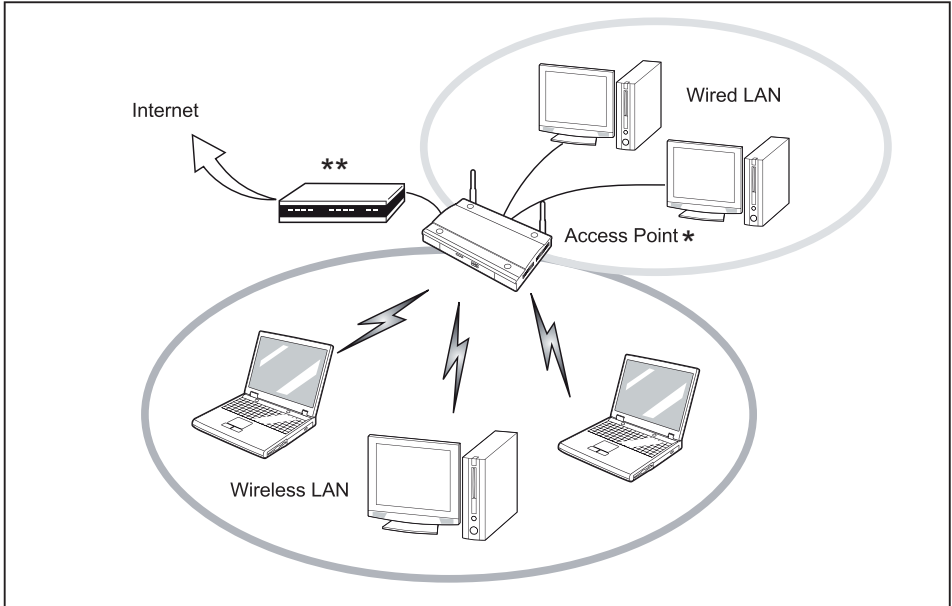 Internet
**
Wired LAN
Access Point *
Wireless LAN